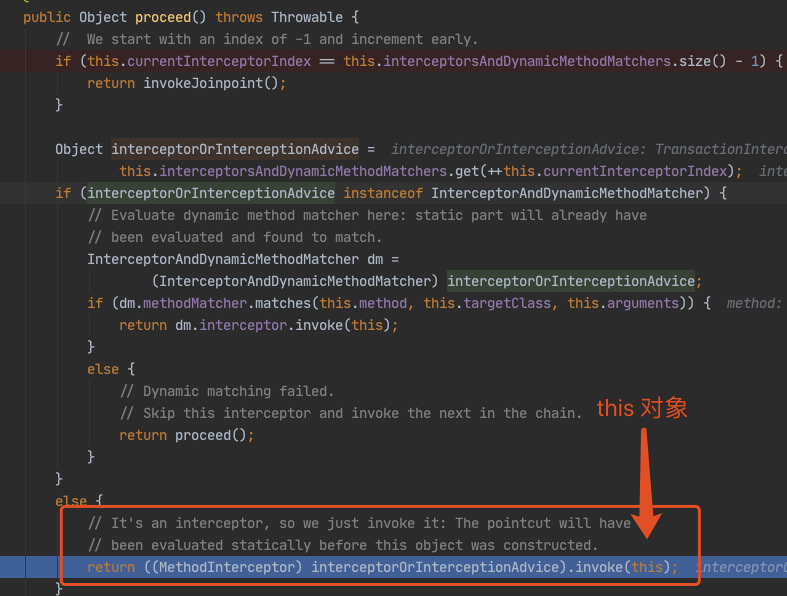 public Object proceed() throws Throwable {
// We start with an index of -1 and increment early.
if (this.currentInterceptorIndex == this.interceptorsAndDynamicMethodMatchers.size() - 1) {
return invokeJoinpoint();
}
Object interceptorOrInterceptionAdvice = interceptorOrInterceptionAdvice: TransactionInterc
this.interceptorsAndDynamicMethodMatchers.get(++this.currentInterceptorIndex); inte
if (interceptorOrInterceptionAdvice instanceof InterceptorAndDynamicMethodMatcher) {
// Evaluate dynamic method matcher here: static part will already have
// been evaluated and found to match.
InterceptorAndDynamicMethodMatcher dm =
(InterceptorAndDynamicMethodMatcher) interceptorOrInterceptionAdvice;
if (dm.methodMatcher.matches(this.method, this.targetClass, this.arguments)) { method:
return dm.interceptor.invoke(this);
}
else {
// Dynamic matching failed.
// Skip this interceptor and invoke the next in the chain.
this 对象
return proceed();
}
}
else {
// It's an interceptor, so we just invoke it: The pointcut will have
// been evaluated statically before this object was constructed.
return ((MethodInterceptor) interceptorOrInterceptionAdvice).invoke(this); interceptorO
}